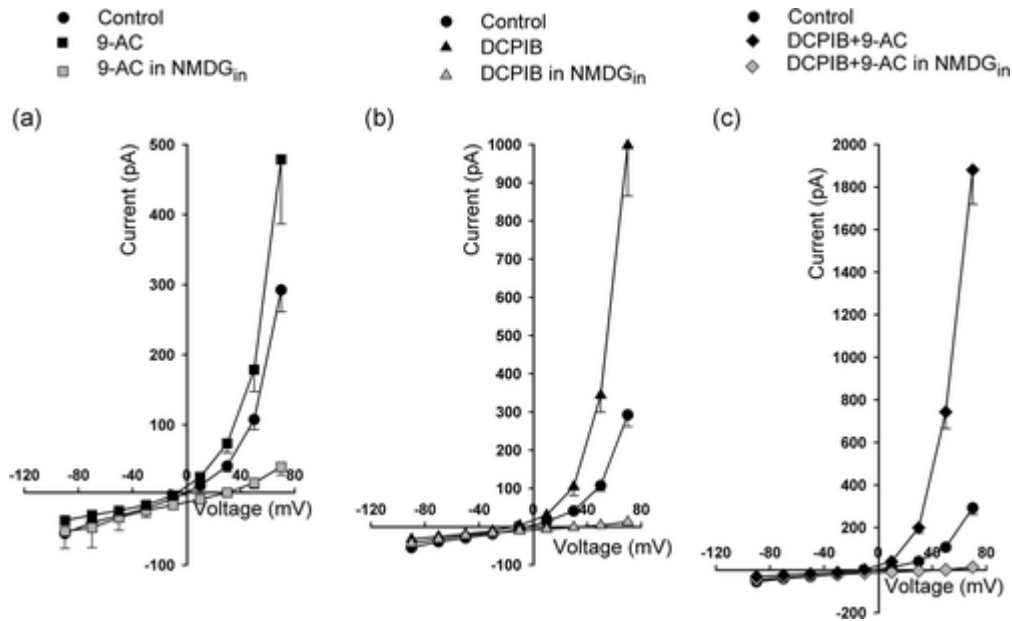 Control
9-AC
9-AC in NMDGin
Control
DCPIB
DCPIB in NMDGin
Control
DCPIB+9-AC
DCPIB+9-AC in NMDGin
(a)
Current (pA)
500
400
300
200
100
-100
-120
-80
-40
0
40
80
Voltage (mV)
(b)
Current (pA)
1000
900
800
700
600
500
400
300
200
100
-100
-120
-80
-40
0
40
80
Voltage (mV)
(c)
Current (pA)
2000
1800
1600
1400
1200
1000
800
600
400
200
-200
-120
-80
-40
0
40
80
Voltage (mV)